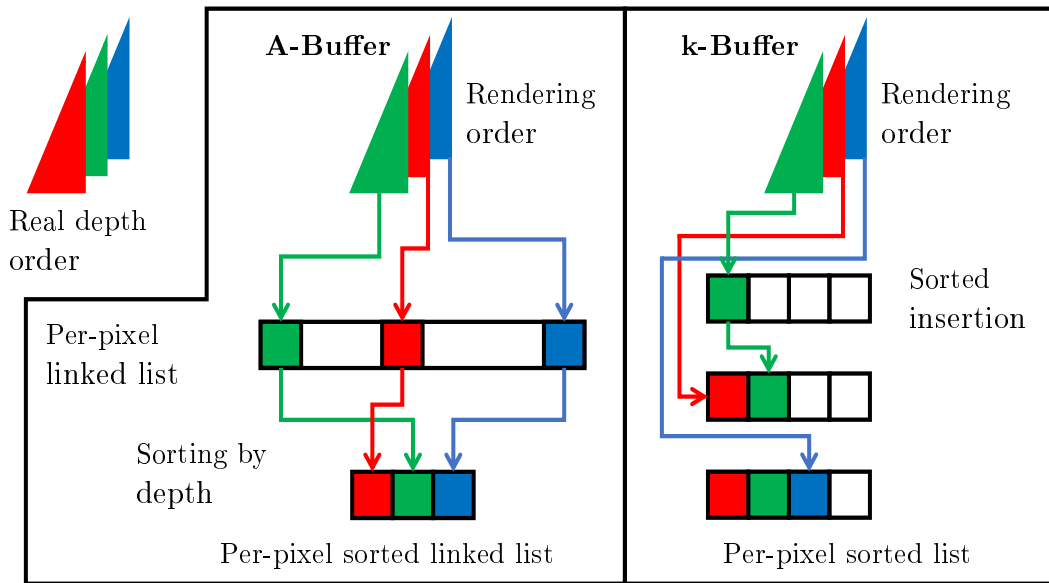 Real depth
order
A-Buffer
Rendering
order
Per-pixel
linked list
Sorting by
depth
Per-pixel sorted linked list
k-Buffer
Rendering
order
Sorted
insertion
Per-pixel sorted list